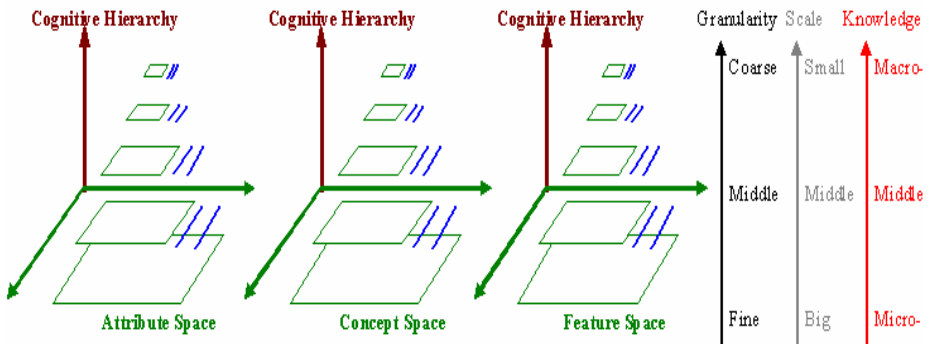 Cognitive Hierarchy Cognitive Hierarchy Cognitive Hierarchy Granularity Scale Knowledge
Coarse Small Macro-
Middle Middle Middle
Attribute Space Concept Space Feature Space Fine Big Micro-